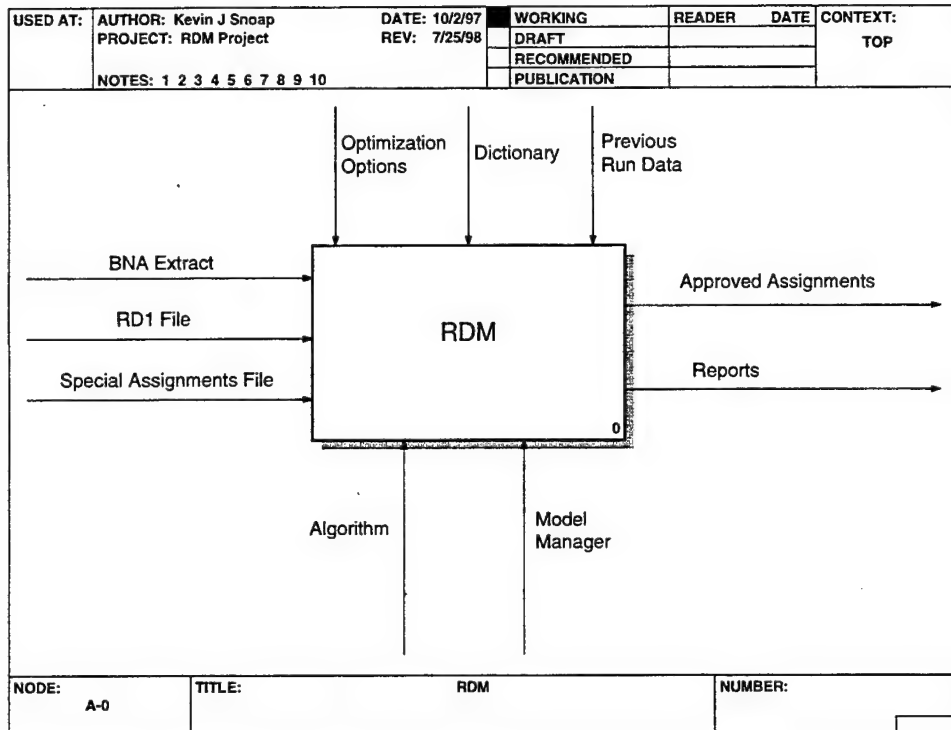 USED AT:
AUTHOR: Kevin J Snoap
DATE: 10/2/97
PROJECT: RDM Project
REV: 7/25/98
NOTES: 1 2 3 4 5 6 7 8 9 10
WORKING
DRAFT
RECOMMENDED
PUBLICATION
READER DATE
CONTEXT:
TOP
Optimization
Options
Dictionary
Previous
Run Data
BNA Extract
RD1 File
Special Assignments File
RDM
0
Approved Assignments
Reports
Algorithm
Model
Manager
NODE:
A-0
TITLE:
RDM
NUMBER: